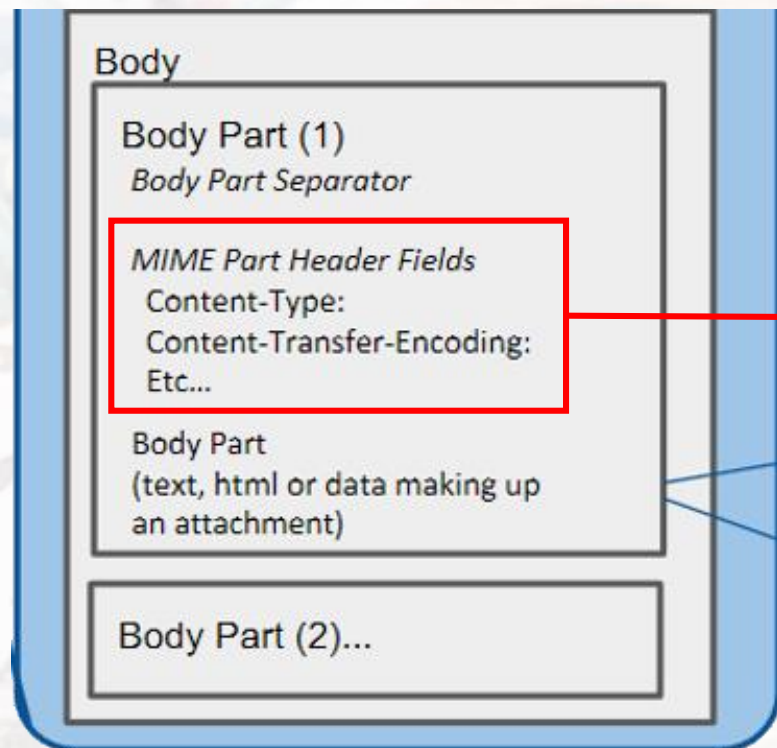 Body
Body Part (1)
Body Part Separator
MIME Part Header Fields
Content-Type:
Content-Transfer-Encoding:
Etc...
Body Part
(text, html or data making up
an attachment)
Body Part (2)...